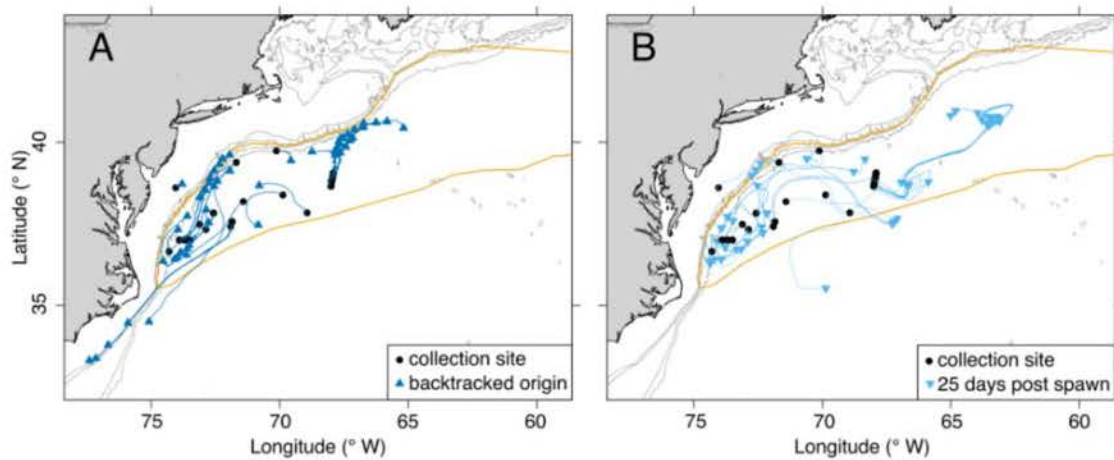 A
B
Latitude (° N)
40
35
● collection site
▲ backtracked origin
● collection site
▼ 25 days post spawn
75 70 65 60
75 70 65 60
Longitude (° W)
Longitude (° W)